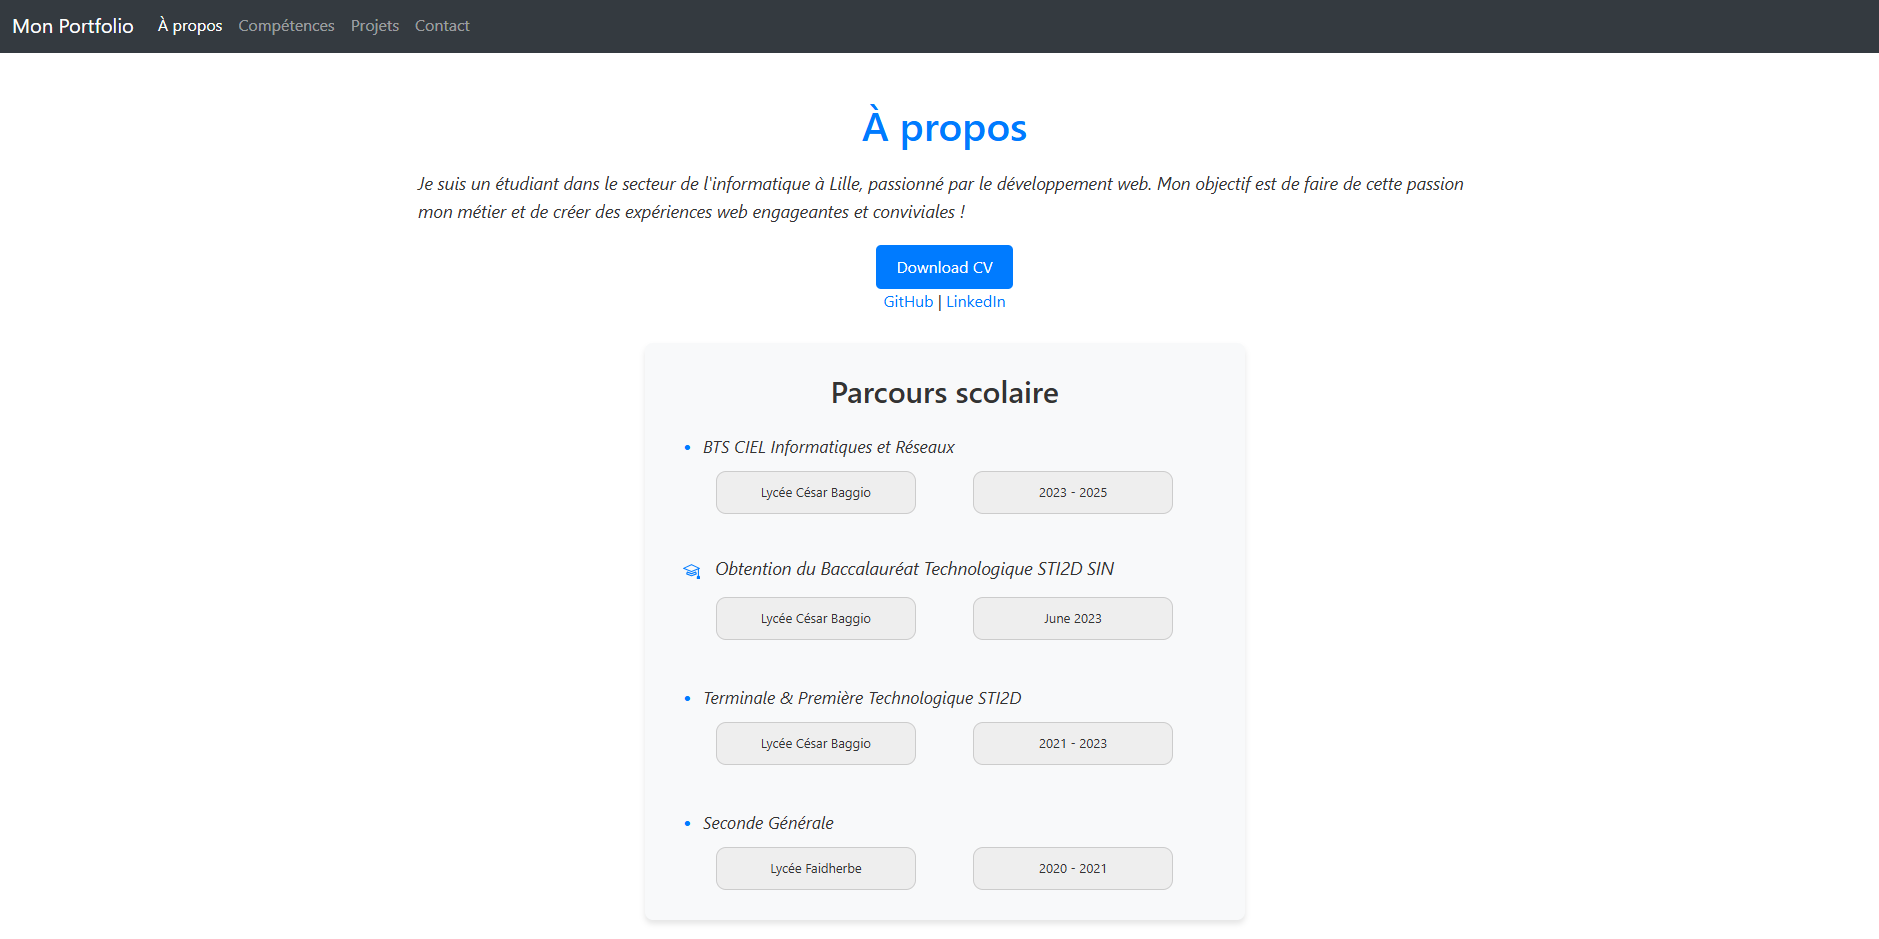 Mon Portfolio À propos Compétences Projets Contact
À propos
Je suis un étudiant dans le secteur de l'informatique à Lille, passionné par le développement web. Mon objectif est de faire de cette passion
mon métier et de créer des expériences web engageantes et conviviales !
Download CV
GitHub | LinkedIn
Parcours scolaire
• BTS CIEL Informatiques et Réseaux
Lycée César Baggio 2023 - 2025
Obtention du Baccalauréat Technologique STI2D SIN
Lycée César Baggio June 2023
• Terminale & Première Technologique STI2D
Lycée César Baggio 2021 - 2023
• Seconde Générale
Lycée Faidherbe 2020 - 2021